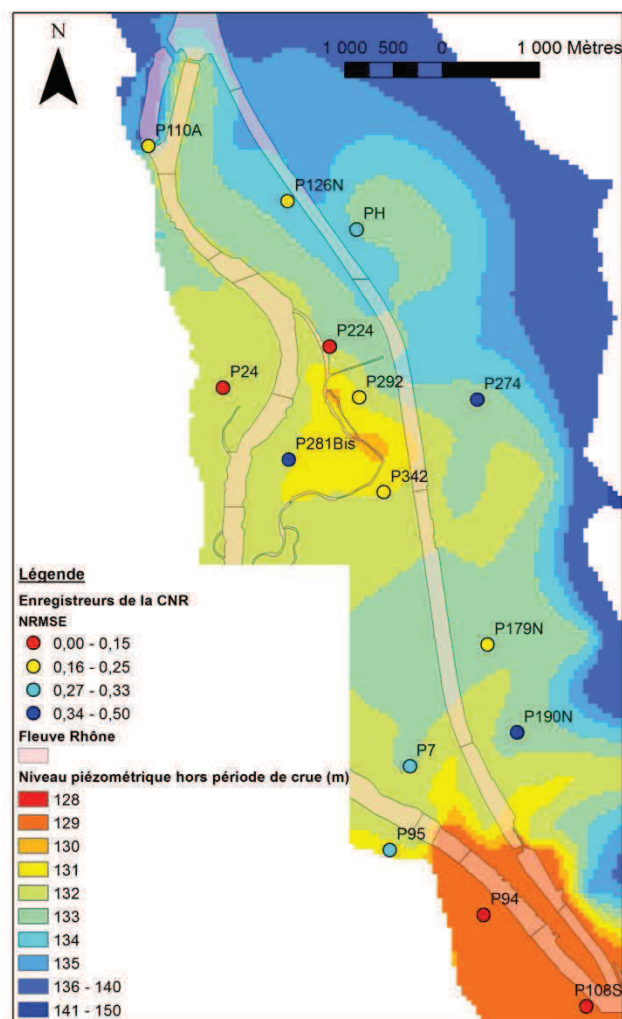 N
1 000 500 0 1 000 Mètres
P110A
P126N
PH
P224
P24
P292
P274
P281Bis
P342
P179N
P190N
P7
P95
P94
P108S
Légende
Enregistreurs de la CNR
NRMSE
0,00 - 0,15
0,16 - 0,25
0,27 - 0,33
0,34 - 0,50
Fleuve Rhône
Niveau piézométrique hors période de crue (m)
128
129
130
131
132
133
134
135
136 - 140
141 - 150